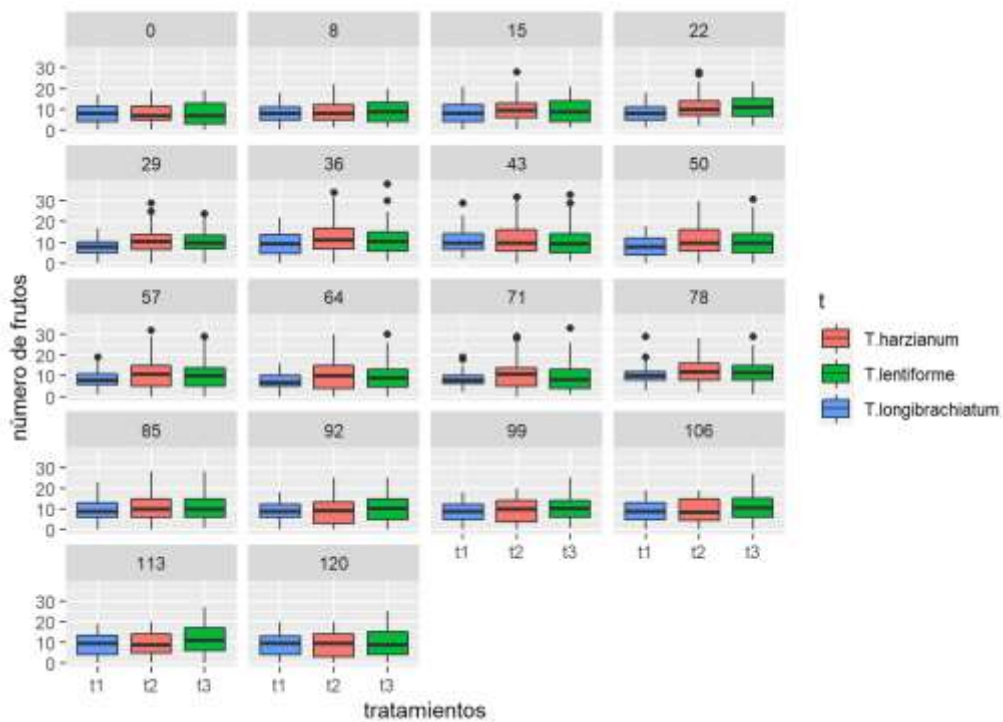 0 8 15 22
30
20
10
0
29 36 43 50
30
20
10
0
57 64 71 78
30
20
10
0
85 92 99 106
30
20
10
0
t1 t2 t3 t1 t2 t3
113 120
30
20
10
0
t1 t2 t3 t1 t2 t3
número de frutos
tratamientos
t
T.harzianum
T.lentiforme
T.longibrachiatum